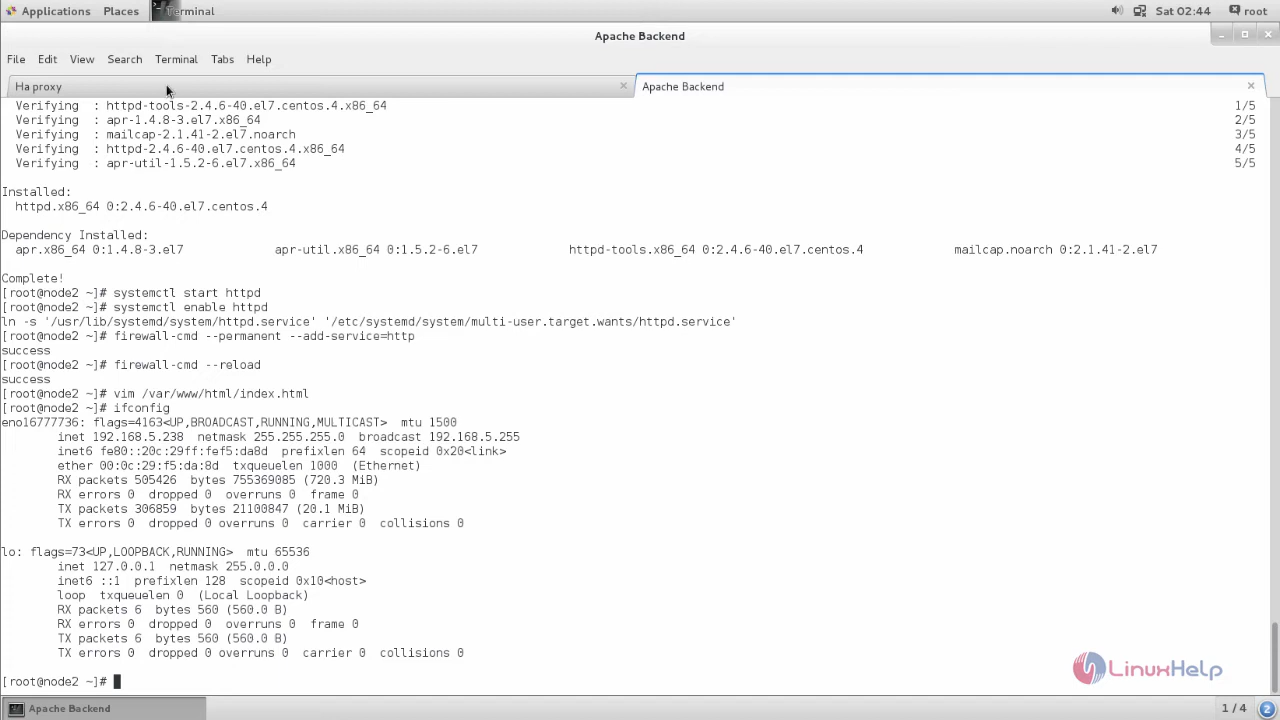 Applications Places Terminal Sat 02:44 root
Apache Backend
File Edit View Search Terminal Tabs Help
Ha proxy Apache Backend
Verifying : httpd-tools-2.4.6-40.el7.centos.4.x86_64 1/5
Verifying : apr-1.4.8-3.el7.x86_64 2/5
Verifying : mailcap-2.1.41-2.el7.noarch 3/5
Verifying : httpd-2.4.6-40.el7.centos.4.x86_64 4/5
Verifying : apr-util-1.5.2-6.el7.x86_64 5/5
Installed:
httpd.x86_64 0:2.4.6-40.el7.centos.4
Dependency Installed:
apr.x86_64 0:1.4.8-3.el7 apr-util.x86_64 0:1.5.2-6.el7 httpd-tools.x86_64 0:2.4.6-40.el7.centos.4 mailcap.noarch 0:2.1.41-2.el7
Complete!
[root@node2 ~]# systemctl start httpd
[root@node2 ~]# systemctl enable httpd
ln -s '/usr/lib/systemd/system/httpd.service' '/etc/systemd/system/multi-user.target.wants/httpd.service'
[root@node2 ~]# firewall-cmd --permanent --add-service=http
success
[root@node2 ~]# firewall-cmd --reload
success
[root@node2 ~]# vim /var/www/html/index.html
[root@node2 ~]# ifconfig
eno16777736: flags=4163<UP,BROADCAST,RUNNING,MULTICAST> mtu 1500
inet 192.168.5.238 netmask 255.255.255.0 broadcast 192.168.5.255
inet6 fe80::20c:29ff:fef5:da8d prefixlen 64 scopeid 0x20<link>
ether 00:0c:29:f5:da:8d txqueuelen 1000 (Ethernet)
RX packets 505426 bytes 755369085 (720.3 MiB)
RX errors 0 dropped 0 overruns 0 frame 0
TX packets 306859 bytes 21100847 (20.1 MiB)
TX errors 0 dropped 0 overruns 0 carrier 0 collisions 0
lo: flags=73<UP,LOOPBACK,RUNNING> mtu 65536
inet 127.0.0.1 netmask 255.0.0.0
inet6 ::1 prefixlen 128 scopeid 0x10<host>
loop txqueuelen 0 (Local Loopback)
RX packets 6 bytes 560 (560.0 B)
RX errors 0 dropped 0 overruns 0 frame 0
TX packets 6 bytes 560 (560.0 B)
TX errors 0 dropped 0 overruns 0 carrier 0 collisions 0
[root@node2 ~]#
LinuxHelp
Apache Backend 1 / 4 2